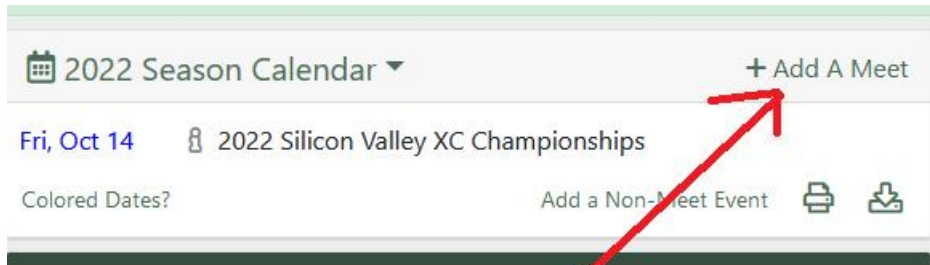 2022 Season Calendar
+ Add A Meet
Fri, Oct 14 2022 Silicon Valley XC Championships
Colored Dates? Add a Non-Meet Event